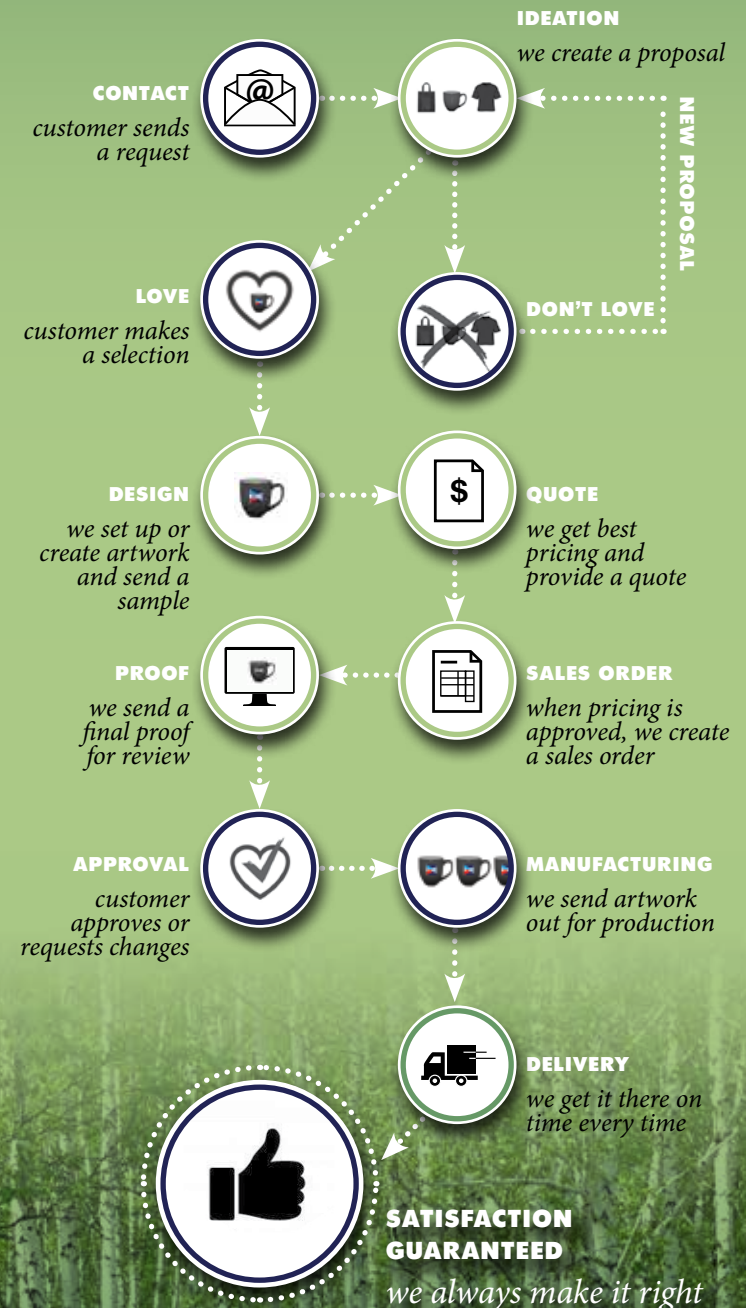 IDEATION
we create a proposal
CONTACT
customer sends
a request
@
NEW PROPOSAL
LOVE
customer makes
a selection
DON'T LOVE
DESIGN
we set up or
create artwork
and send a
sample
$
QUOTE
we get best
pricing and
provide a quote
PROOF
we send a
final proof
for review
SALES ORDER
when pricing is
approved, we create
a sales order
APPROVAL
customer
approves or
requests changes
MANUFACTURING
we send artwork
out for production
DELIVERY
we get it there on
time every time
SATISFACTION
GUARANTEED
we always make it right